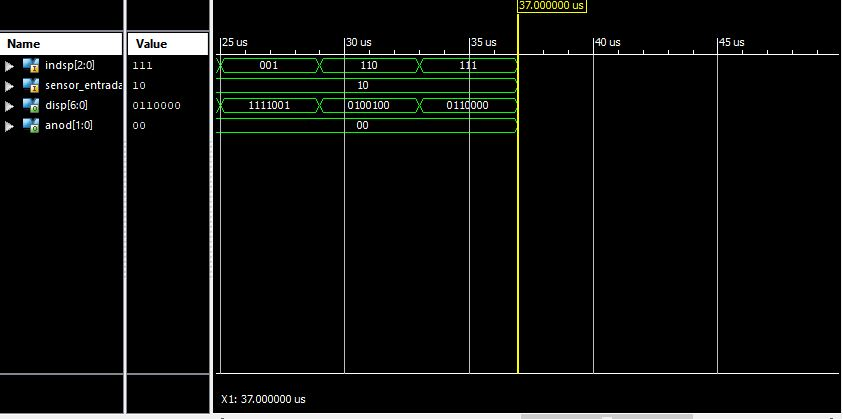 37.000000 us
Name Value
25 us 30 us 35 us 40 us 45 us
indsp[2:0] 111 001 110 111
sensor_entrada 10 10
disp[6:0] 0110000 1111001 0100100 0110000
anod[1:0] 00 00
X1: 37.000000 us